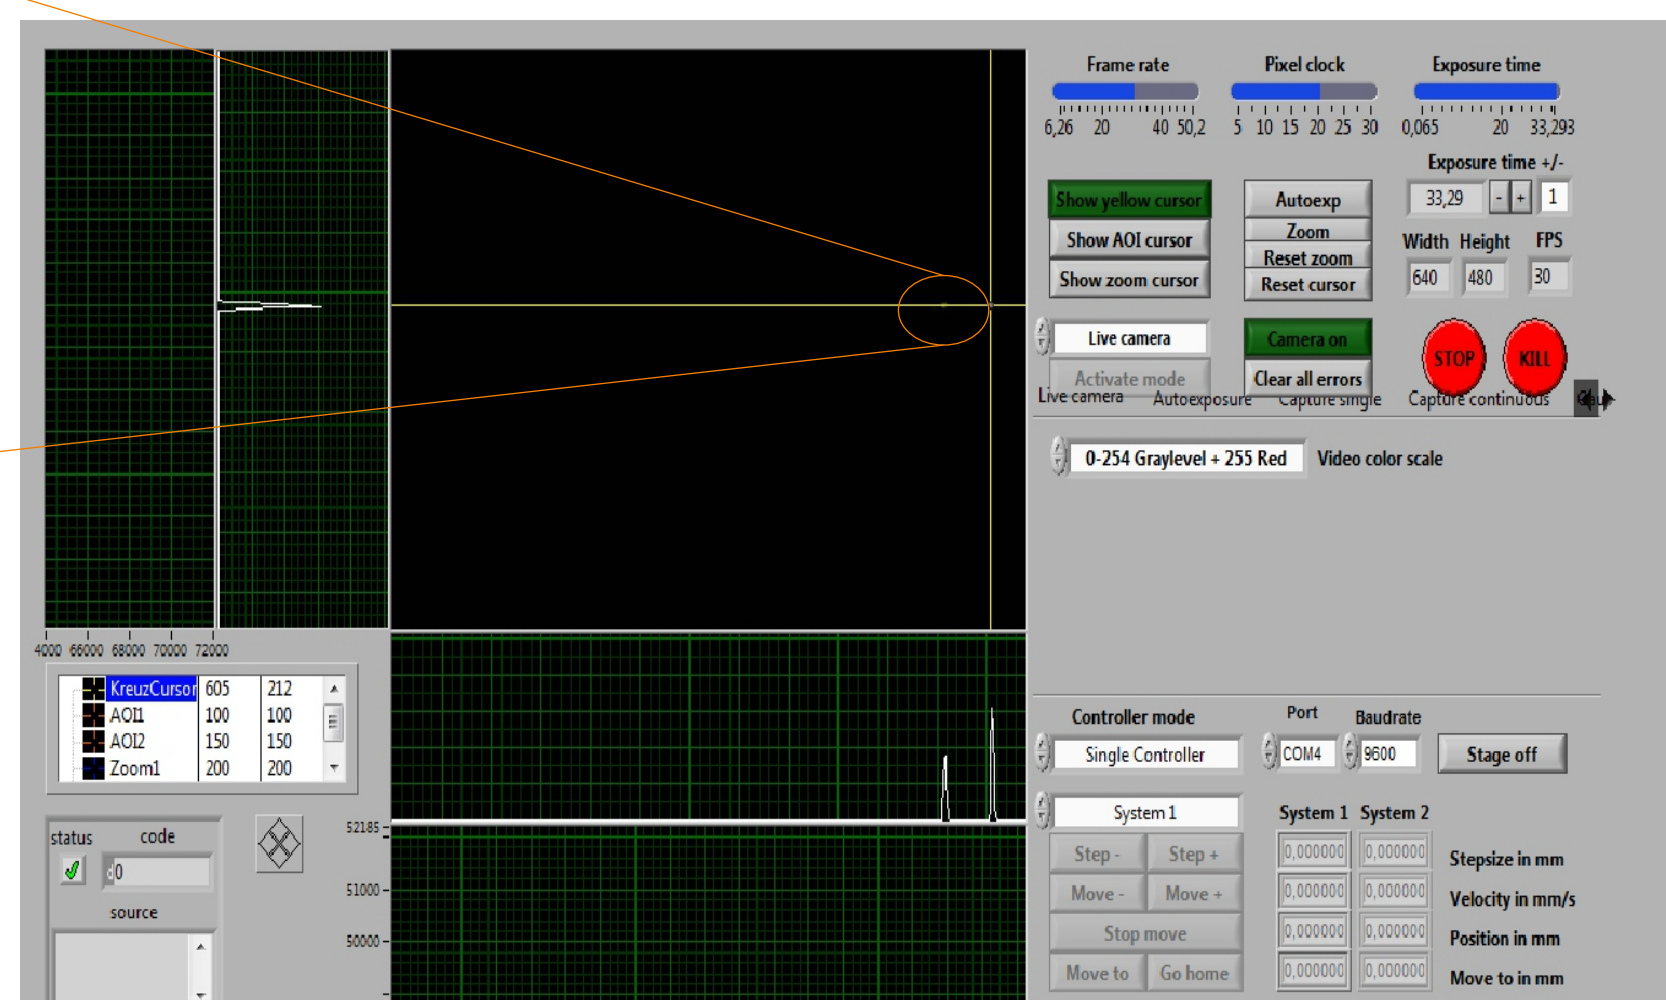 Frame rate Pixel clock Exposure time
6,26 20 40 50,2 5 10 15 20 25 30 0,065 20 33,293
Exposure time +/-
33,29 - + 1
Show yellow cursor Autoexp
Show AOI cursor Zoom Width Height FPS
Reset zoom
Show zoom cursor Reset cursor 640 480 30
Live camera Camera on STOP KILL
Activate mode Clear all errors
Live camera Autoexposure Capture single Capture continuous
0-254 Graylevel + 255 Red Video color scale
4000 66000 68000 70000 72000
KreuzCursor 605 212
AOI1 100 100
AOI2 150 150
Zoom1 200 200
Controller mode Port Baudrate
Single Controller COM4 9600 Stage off
System 1 System 1 System 2
status code 52185
0
source
51000
50000
Step - Step + 0,000000 0,000000 Stepsize in mm
Move - Move + 0,000000 0,000000 Velocity in mm/s
Stop move 0,000000 0,000000 Position in mm
Move to Go home 0,000000 0,000000 Move to in mm